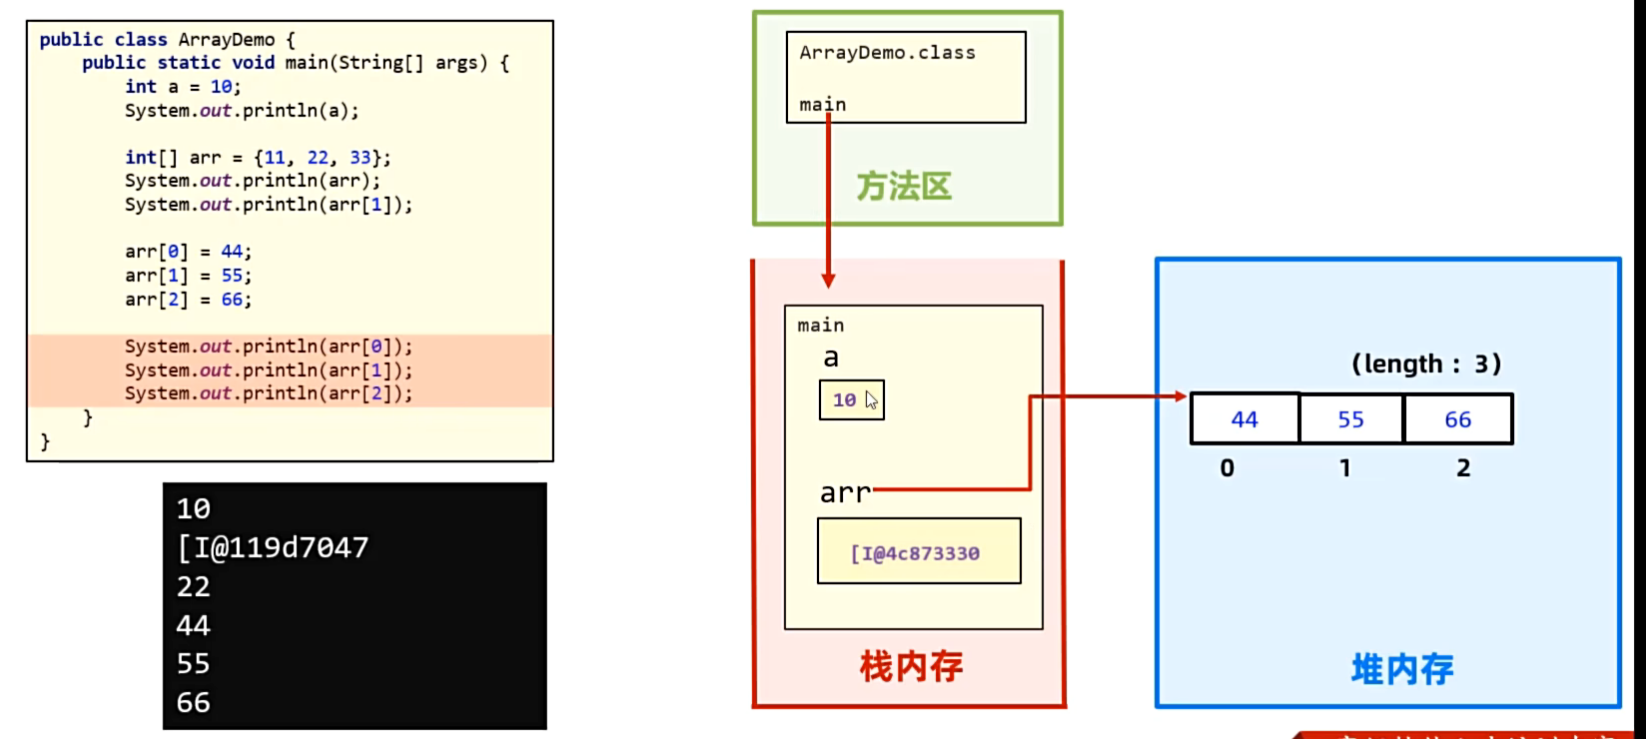 public class ArrayDemo {
public static void main(String[] args) {
int a = 10;
System.out.println(a);
int[] arr = {11, 22, 33};
System.out.println(arr);
System.out.println(arr[1]);
arr[0] = 44;
arr[1] = 55;
arr[2] = 66;
System.out.println(arr[0]);
System.out.println(arr[1]);
System.out.println(arr[2]);
}
}
10
[I@119d7047
22
44
55
66
ArrayDemo.class
main
方法区
main
a
10
arr
[I@4c873330
栈内存
(length : 3)
44 55 66
0 1 2
堆内存